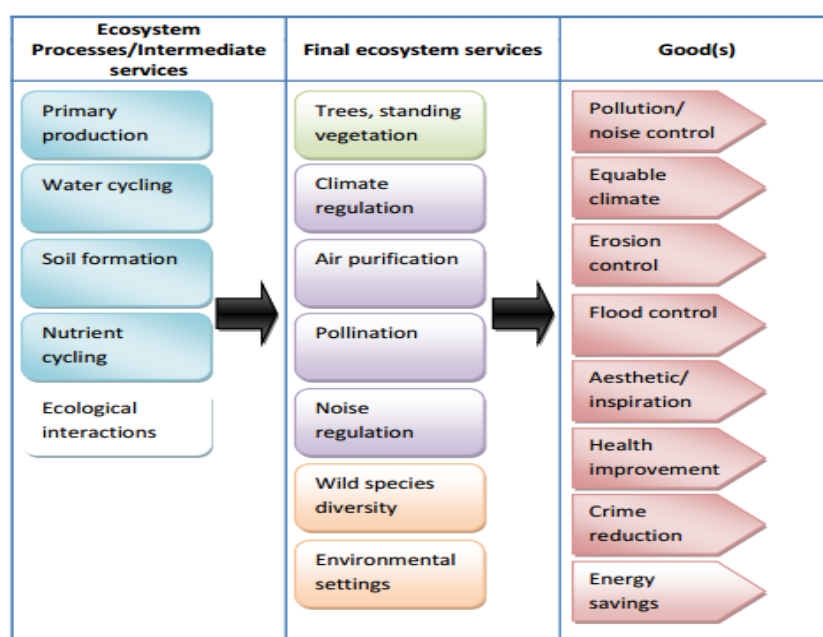 Ecosystem
Processes/Intermediate
services
Final ecosystem services
Good(s)
Primary
production
Water cycling
Soil formation
Nutrient
cycling
Ecological
interactions
Trees, standing
vegetation
Climate
regulation
Air purification
Pollination
Noise
regulation
Wild species
diversity
Environmental
settings
Pollution/
noise control
Equable
climate
Erosion
control
Flood control
Aesthetic/
inspiration
Health
improvement
Crime
reduction
Energy
savings